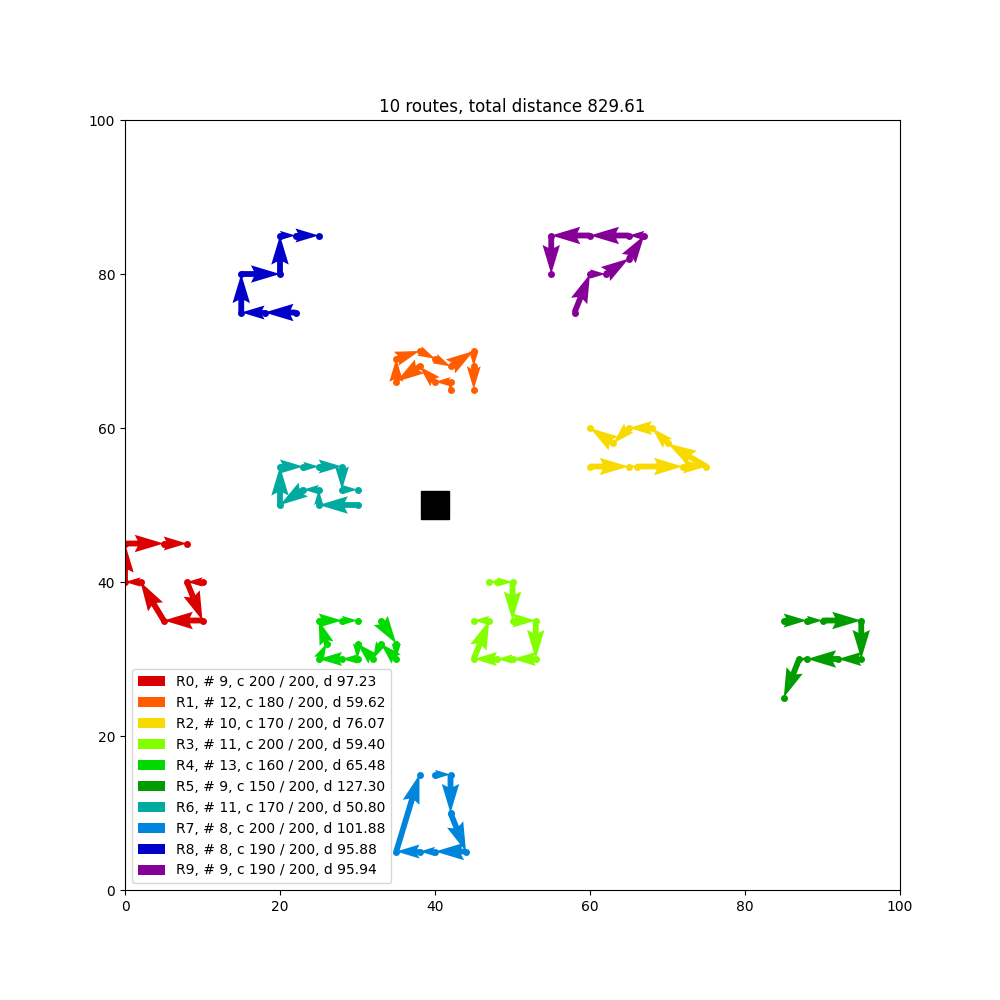 10 routes, total distance 829.61
100
80
60
40
20
0
R0, # 9, c 200 / 200, d 97.23
R1, # 12, c 180 / 200, d 59.62
R2, # 10, c 170 / 200, d 76.07
R3, # 11, c 200 / 200, d 59.40
R4, # 13, c 160 / 200, d 65.48
R5, # 9, c 150 / 200, d 127.30
R6, # 11, c 170 / 200, d 50.80
R7, # 8, c 200 / 200, d 101.88
R8, # 8, c 190 / 200, d 95.88
R9, # 9, c 190 / 200, d 95.94
0 20 40 60 80 100